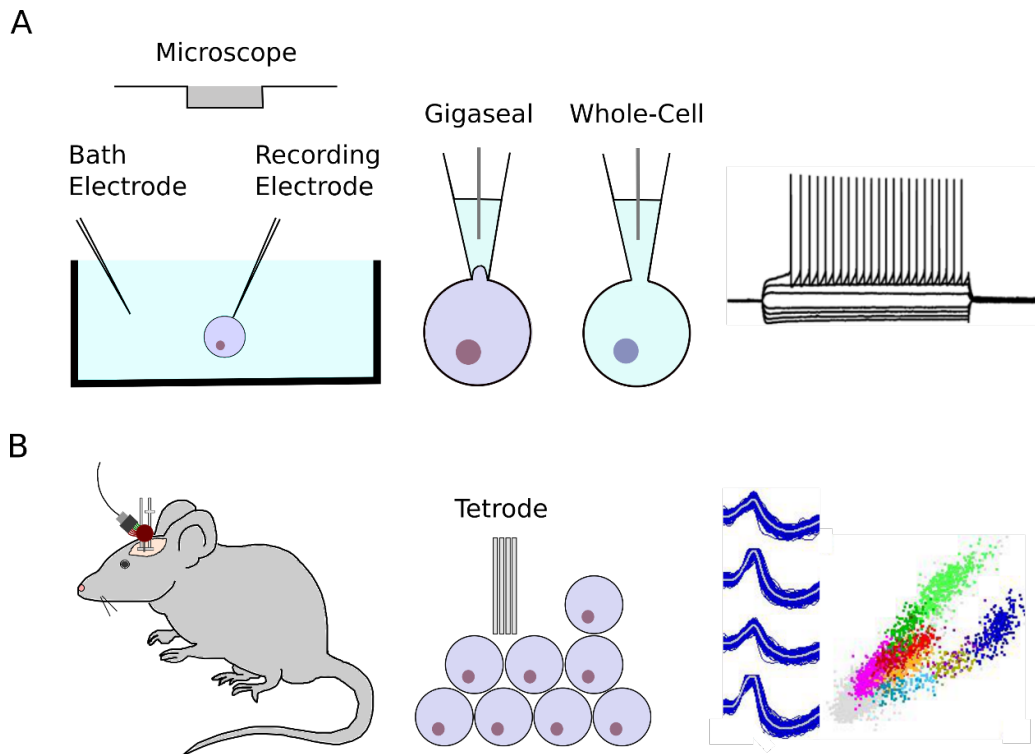 A
Microscope
Bath
Electrode
Recording
Electrode
Gigaseal
Whole-Cell
B
Tetrode